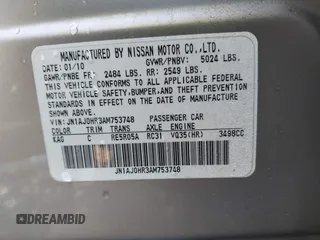 MANUFACTURED BY NISSAN MOTOR CO.,LTD.
DATE: 01/10 GVWR/PNBV: 5024 LBS.
GAWR/PNBE FR: 2484 LBS. RR: 2549 LBS.
THIS VEHICLE CONFORMS TO ALL APPLICABLE FEDERAL
MOTOR VEHICLE SAFETY,BUMPER,AND THEFT PREVENTION
STANDARDS IN EFFECT ON THE DATE OF MANUFACTURE
SHOWN ABOVE.
VIN: JN1AJ0HR3AM753748 PASSENGER CAR
COLOR TRIM TRANS AXLE ENGINE
KAG C RE5R05A RC31 VQ35(HR) 3498CC
JN1AJ0HR3AM753748
DREAMBID.COM